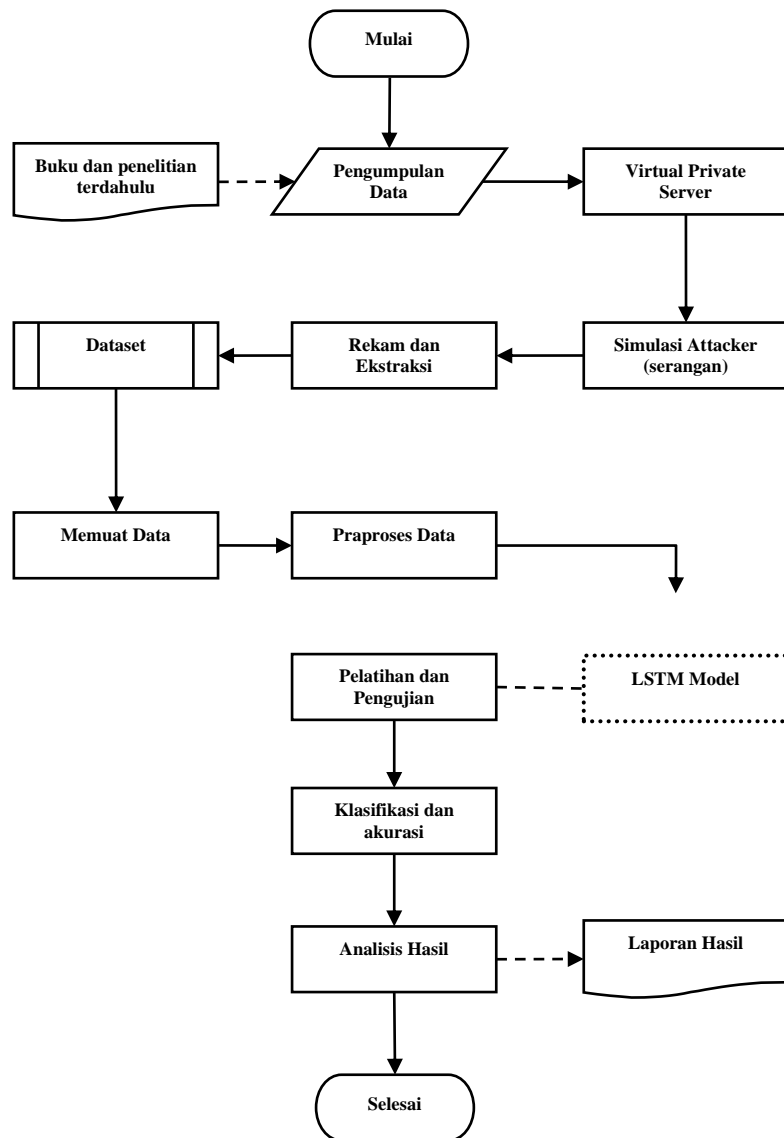 Mulai
Buku dan penelitian
terdahulu
Pengumpulan
Data
Virtual Private
Server
Dataset
Rekam dan
Ekstraksi
Simulasi Attacker
(serangan)
Memuat Data
Praproses Data
Pelatihan dan
Pengujian
LSTM Model
Klasifikasi dan
akurasi
Analisis Hasil
Laporan Hasil
Selesai